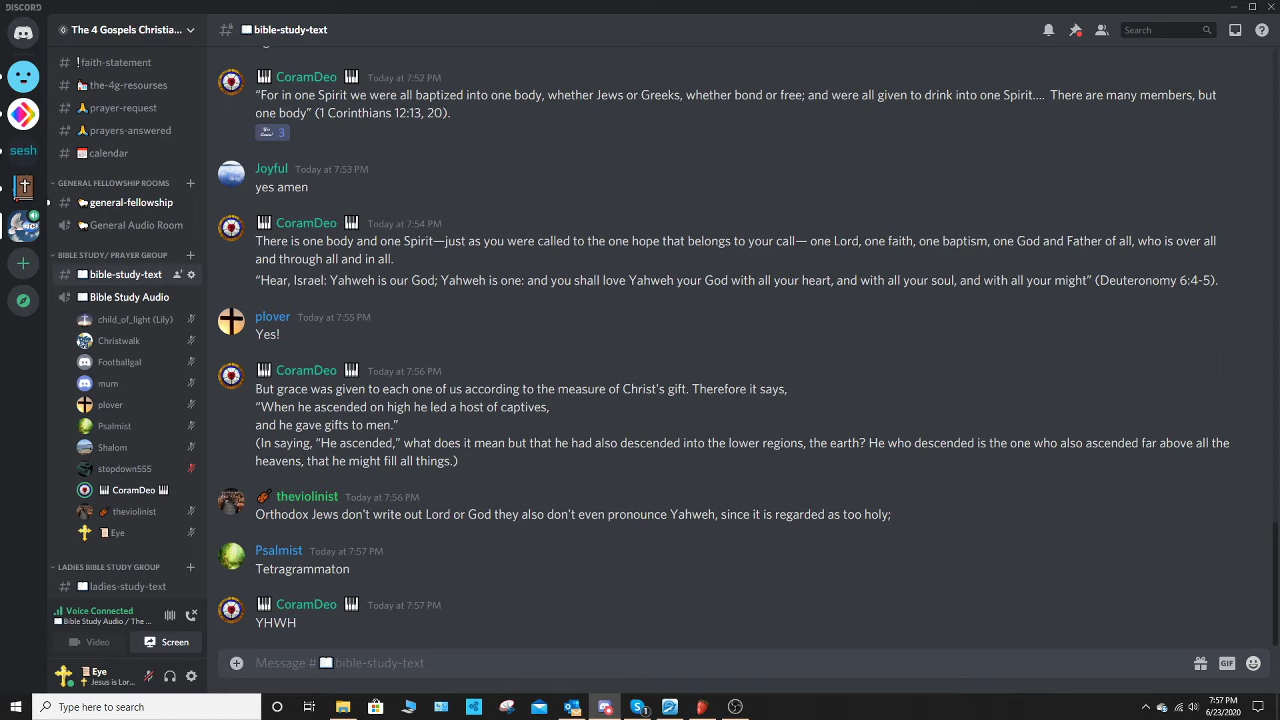 DISCORD
The 4 Gospels Christia...
bible-study-text
Search
faith-statement
the-4g-resourses
prayer-request
prayers-answered
calendar
GENERAL FELLOWSHIP ROOMS
general-fellowship
General Audio Room
BIBLE STUDY/ PRAYER GROUP
bible-study-text
Bible Study Audio
child_of_light (Lily)
Christwalk
Footballgal
mum
plover
Psalmist
Shalom
stopdown555
CoramDeo
theviolinist
Eye
LADIES BIBLE STUDY GROUP
ladies-study-text
Voice Connected
Bible Study Audio / The ...
Video
Screen
Eye
Jesus is Lor...
sesh
CoramDeo Today at 7:52 PM
“For in one Spirit we were all baptized into one body, whether Jews or Greeks, whether bond or free; and were all given to drink into one Spirit…. There are many members, but
one body” (1 Corinthians 12:13, 20).
3
Joyful Today at 7:53 PM
yes amen
CoramDeo Today at 7:54 PM
There is one body and one Spirit—just as you were called to the one hope that belongs to your call— one Lord, one faith, one baptism, one God and Father of all, who is over all
and through all and in all.
“Hear, Israel: Yahweh is our God; Yahweh is one: and you shall love Yahweh your God with all your heart, and with all your soul, and with all your might” (Deuteronomy 6:4-5).
plover Today at 7:55 PM
Yes!
CoramDeo Today at 7:56 PM
But grace was given to each one of us according to the measure of Christ's gift. Therefore it says,
“When he ascended on high he led a host of captives,
and he gave gifts to men.”
(In saying, “He ascended,” what does it mean but that he had also descended into the lower regions, the earth? He who descended is the one who also ascended far above all the
heavens, that he might fill all things.)
theviolinist Today at 7:56 PM
Orthodox Jews don't write out Lord or God they also don't even pronounce Yahweh, since it is regarded as too holy;
Psalmist Today at 7:57 PM
Tetragrammaton
CoramDeo Today at 7:57 PM
YHWH
Message # bible-study-text
GIF
Type here to search
7:57 PM
6/23/2020